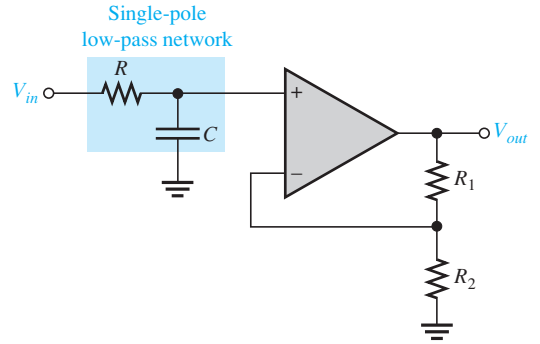 Single-pole
low-pass network
R
V_in
+
C
−
V_out
R_1
R_2